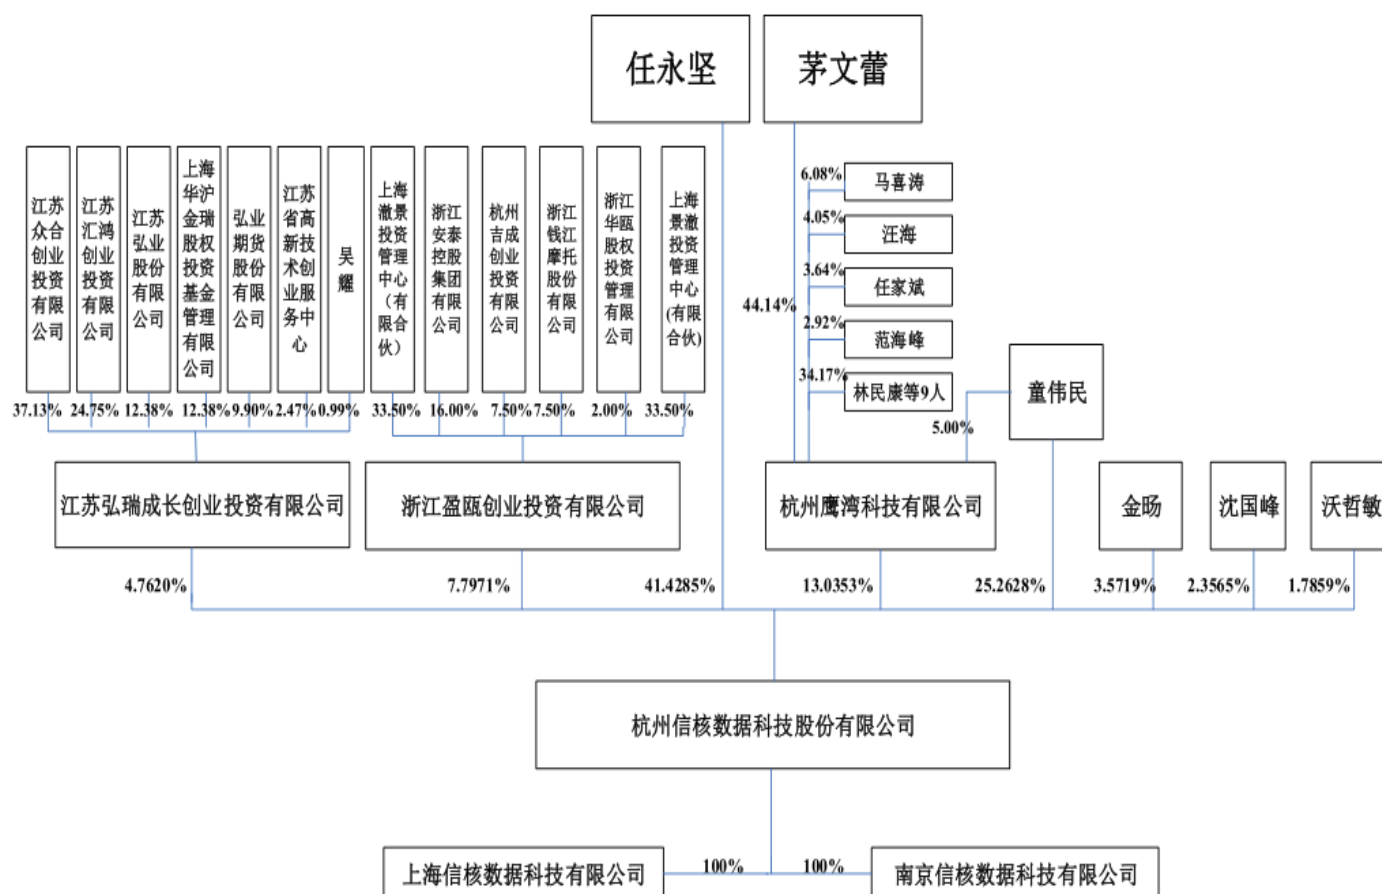 任永坚
茅文蕾
江苏
众合
创业
投资
有限
公司
江苏
汇鸿
创业
投资
有限
公司
江苏
弘业
股份
有限
公司
上海
华沪
金瑞
股权
投资
基金
管理
有限
公司
弘业
期货
股份
有限
公司
江苏
省高
新技
术创
业服
务中
心
吴
耀
上海
澈景
投资
管理
中心
（有
限合
伙）
浙江
安泰
控股
集团
有限
公司
杭州
吉成
创业
投资
有限
公司
浙江
钱江
摩托
股份
有限
公司
浙江
华瓯
股权
投资
管理
有限
公司
上海
景澈
投资
管理
中心
(有限
合伙)
6.08%
马喜涛
4.05%
汪海
3.64%
任家斌
44.14%
2.92%
范海峰
34.17%
林民康等9人
童伟民
5.00%
37.13%
24.75%
12.38%
12.38%
9.90%
2.47%
0.99%
33.50%
16.00%
7.50%
7.50%
2.00%
33.50%
江苏弘瑞成长创业投资有限公司
浙江盈瓯创业投资有限公司
杭州鹰湾科技有限公司
金旸
沈国峰
沃哲敏
4.7620%
7.7971%
41.4285%
13.0353%
25.2628%
3.5719%
2.3565%
1.7859%
杭州信核数据科技股份有限公司
上海信核数据科技有限公司
100%
100%
南京信核数据科技有限公司